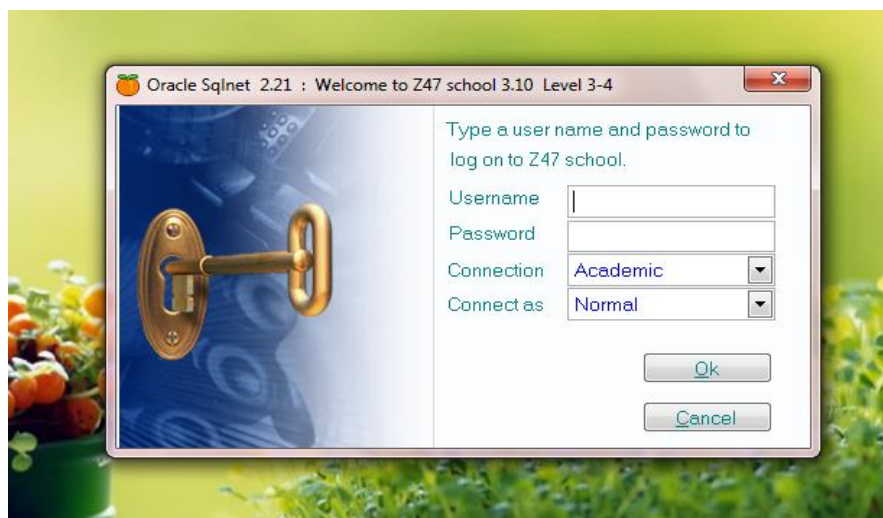 Oracle Sqlnet 2.21 : Welcome to Z47 school 3.10 Level 3-4
Type a user name and password to
log on to Z47 school.
Username
Password
Connection Academic
Connect as Normal
Ok
Cancel